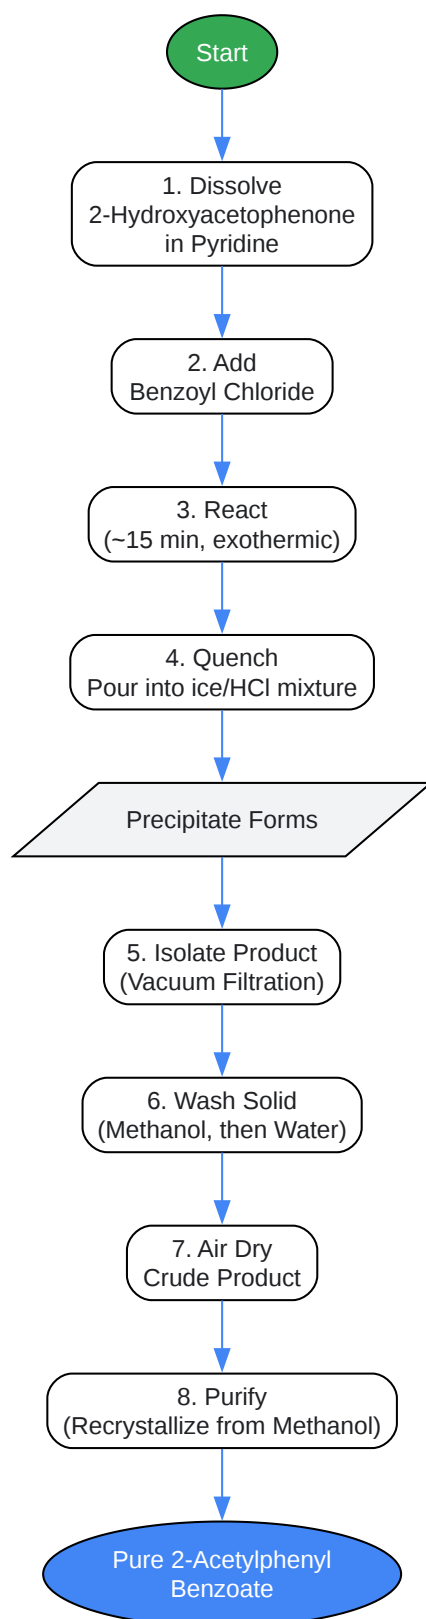 Start
1. Dissolve
2-Hydroxyacetophenone
in Pyridine
2. Add
Benzoyl Chloride
3. React
(~15 min, exothermic)
4. Quench
Pour into ice/HCl mixture
Precipitate Forms
5. Isolate Product
(Vacuum Filtration)
6. Wash Solid
(Methanol, then Water)
7. Air Dry
Crude Product
8. Purify
(Recrystallize from Methanol)
Pure 2-Acetylphenyl
Benzoate